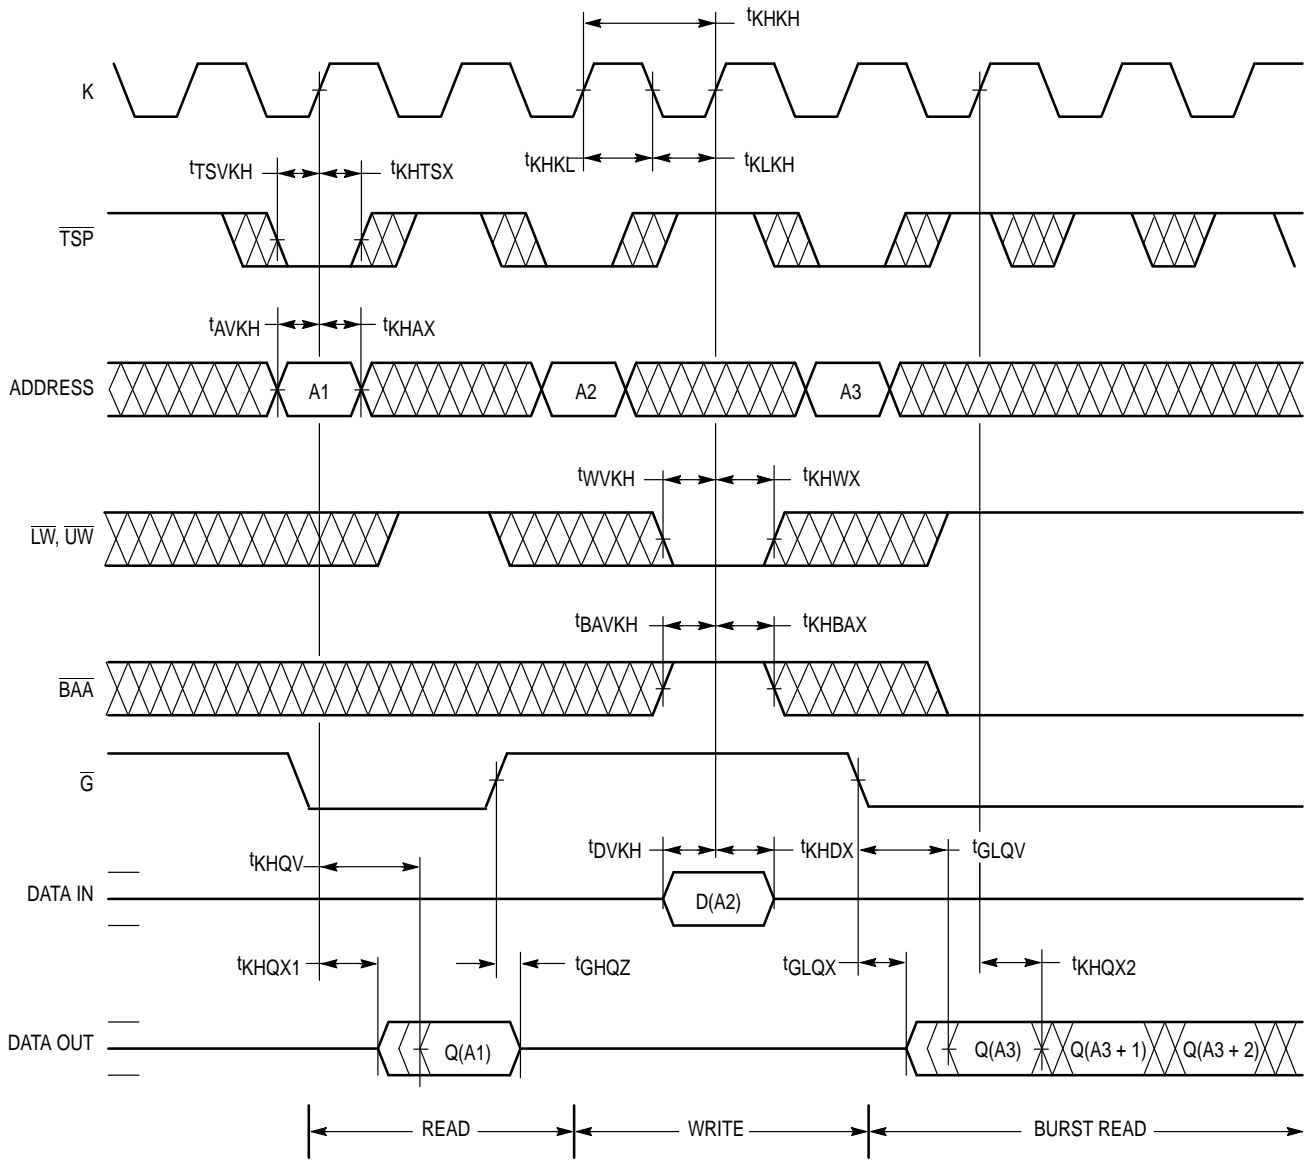 tKHKH
K
tKHKL tKLKH
tTSVKH tKHTSX
TSP
tAVKH tKHAX
ADDRESS A1 A2 A3
tWVKH tKHWX
LW, UW
tBAVKH tKHBAX
BAA
G
tKHQV tDVKH tKHDX tGLQV
DATA IN D(A2)
tKHQX1 tGHQZ tGLQX tKHQX2
DATA OUT Q(A1) Q(A3) Q(A3 + 1) Q(A3 + 2)
READ WRITE BURST READ